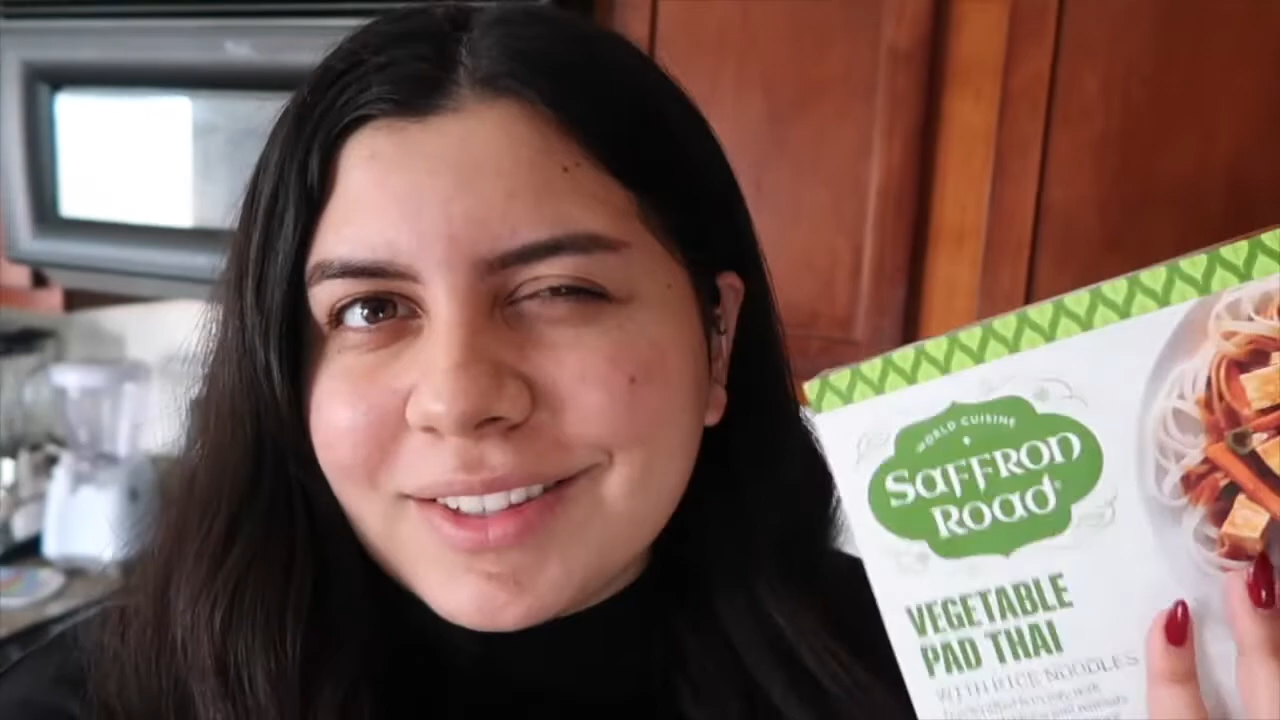 WORLD CUISINE
SAFFRON
ROAD
VEGETABLE
PAD THAI
WITH RICE NOODLES